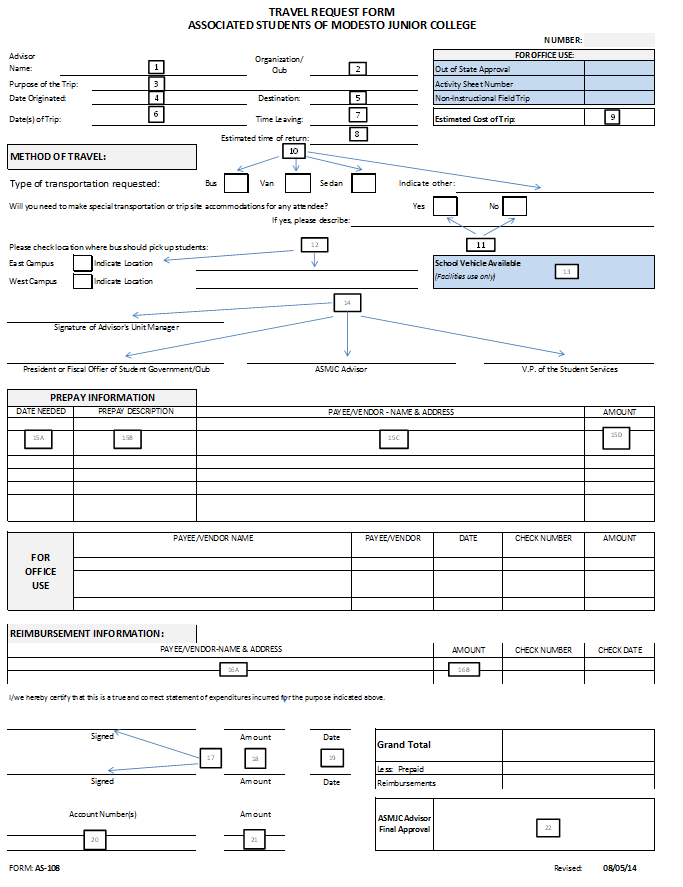 TRAVEL REQUEST FORM
ASSOCIATED STUDENTS OF MODESTO JUNIOR COLLEGE
NUMBER:
Advisor Name: 1 Organization/Club 2
FOR OFFICE USE:
Out of State Approval
Purpose of the Trip: 3
Activity Sheet Number
Date Originated: 4 Destination: 5
Non-Instructional Field Trip
Date(s) of Trip: 6 Time Leaving: 7
Estimated Cost of Trip: 9
Estimated time of return: 8
METHOD OF TRAVEL: 10
Type of transportation requested: Bus Van Sedan Indicate other:
Will you need to make special transportation or trip site accommodations for any attendee? Yes No
If yes, please describe:
11
Please check location where bus should pick up students: 12
East Campus Indicate Location
West Campus Indicate Location
School Vehicle Available
(Facilities use only) 13
14
Signature of Advisor's Unit Manager
President or Fiscal Offier of Student Government/Club ASMJC Advisor V.P. of the Student Services
PREPAY INFORMATION
DATE NEEDED PREPAY DESCRIPTION PAYEE/VENDOR - NAME & ADDRESS AMOUNT
15A 15B 15C 15D
FOR OFFICE USE
PAYEE/VENDOR NAME PAYEE/VENDOR DATE CHECK NUMBER AMOUNT
REIMBURSEMENT INFORMATION:
PAYEE/VENDOR-NAME & ADDRESS AMOUNT CHECK NUMBER CHECK DATE
16A 16B
I/we hereby certify that this is a true and correct statement of expenditures incurred for the purpose indicated above.
Signed Amount Date
17 18 19
Signed Amount Date
Grand Total
Less: Prepaid
Reimbursements
Account Number(s) Amount
20 21
ASMJC Advisor
Final Approval 22
FORM: AS-108 Revised: 08/05/14